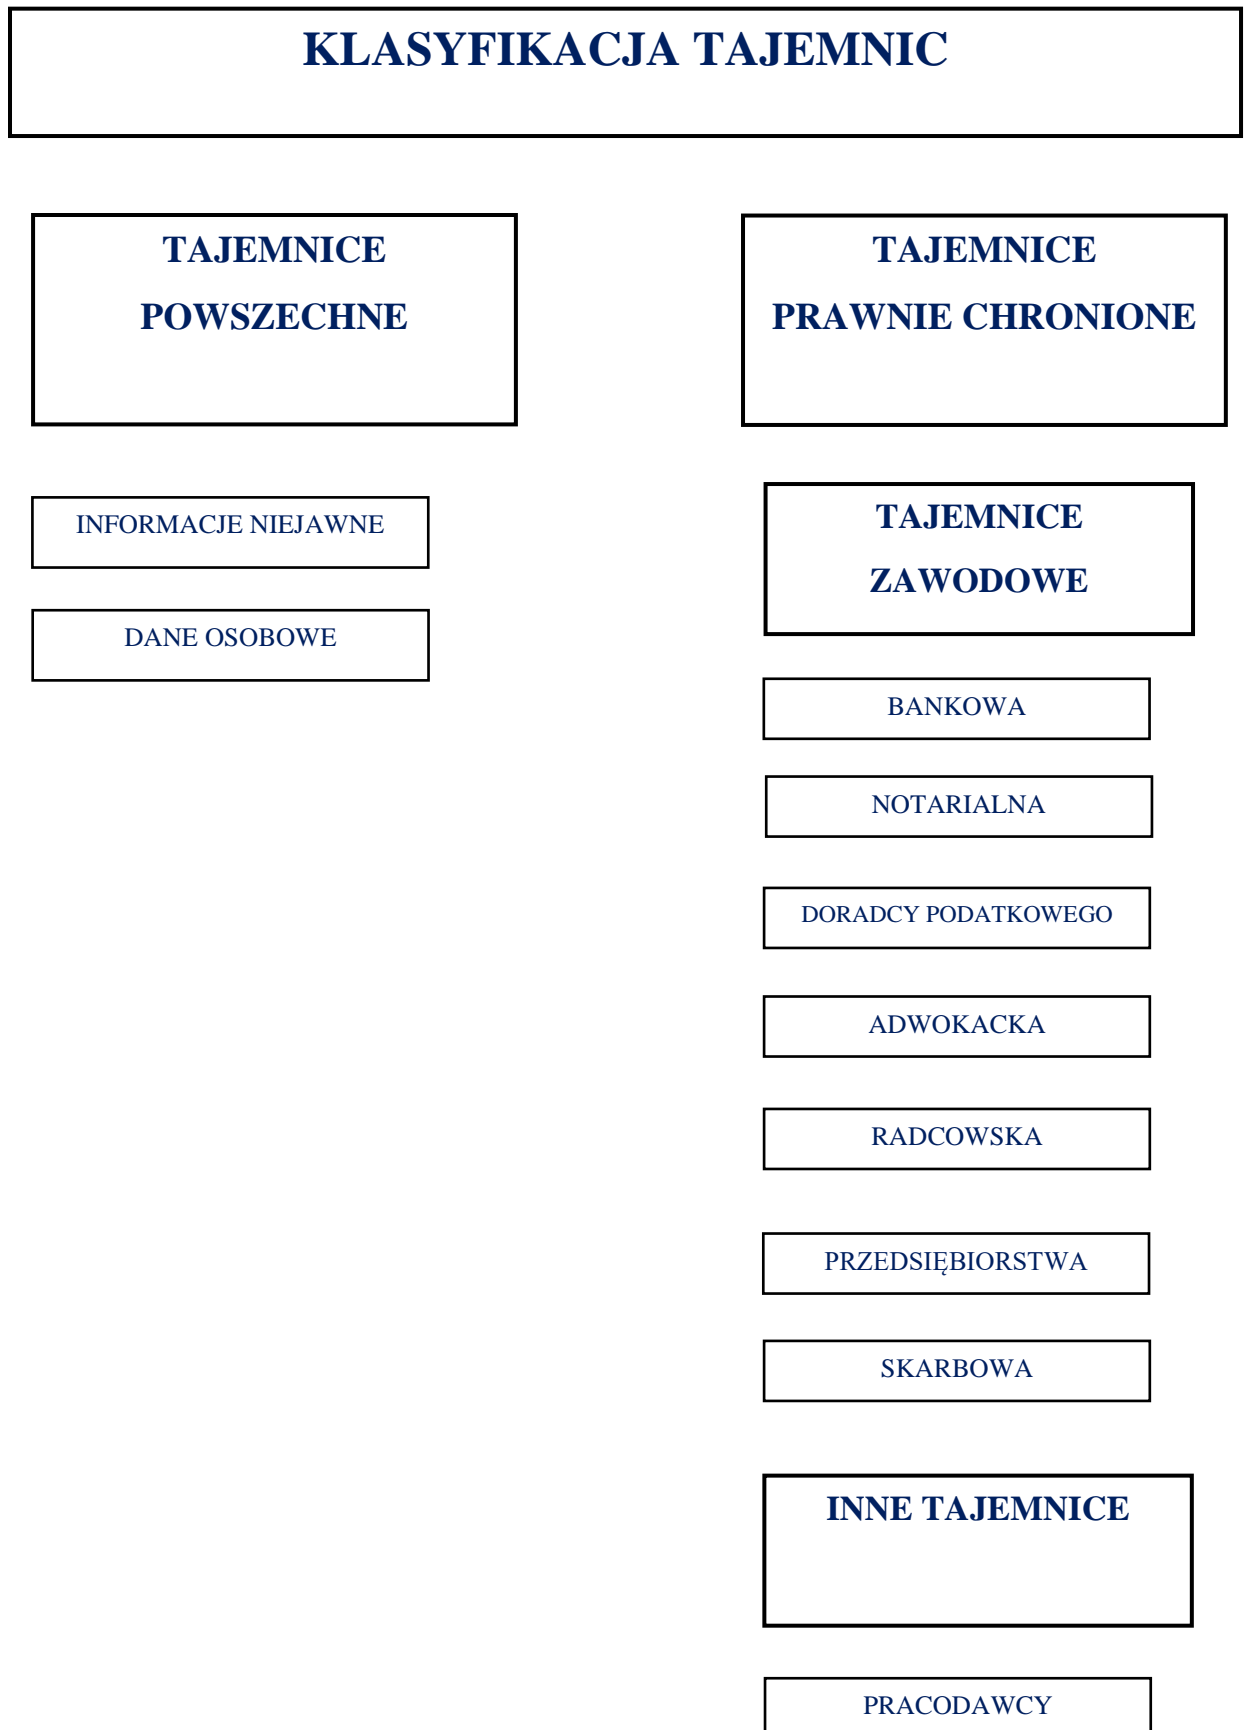 KLASYFIKACJA TAJEMNIC
TAJEMNICE
POWSZECHNE
INFORMACJE NIEJAWNE
DANE OSOBOWE
TAJEMNICE
PRAWNIE CHRONIONE
TAJEMNICE
ZAWODOWE
BANKOWA
NOTARIALNA
DORADCY PODATKOWEGO
ADWOKACKA
RADCOWSKA
PRZEDSIĘBIORSTWA
SKARBOWA
INNE TAJEMNICE
PRACODAWCY